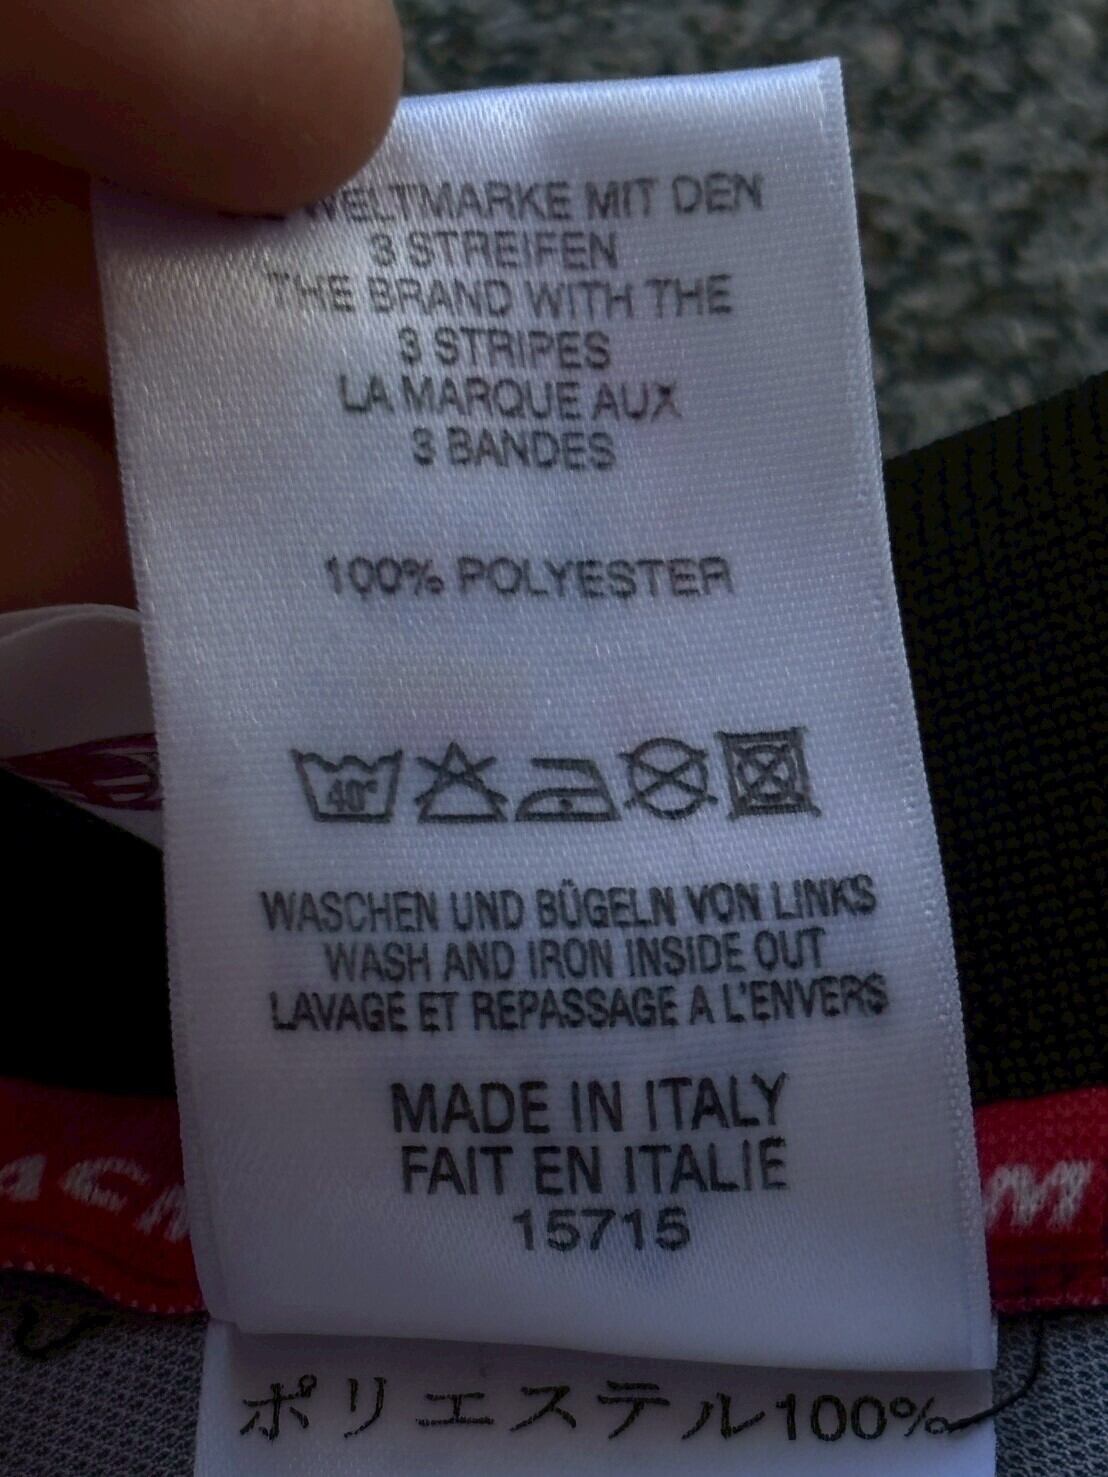 WELTMARKE MIT DEN
3 STREIFEN
THE BRAND WITH THE
3 STRIPES
LA MARQUE AUX
3 BANDES
100% POLYESTER
40°
WASCHEN UND BÜGELN VON LINKS
WASH AND IRON INSIDE OUT
LAVAGE ET REPASSAGE A L'ENVERS
MADE IN ITALY
FAIT EN ITALIE
15715
ポリエステル100%